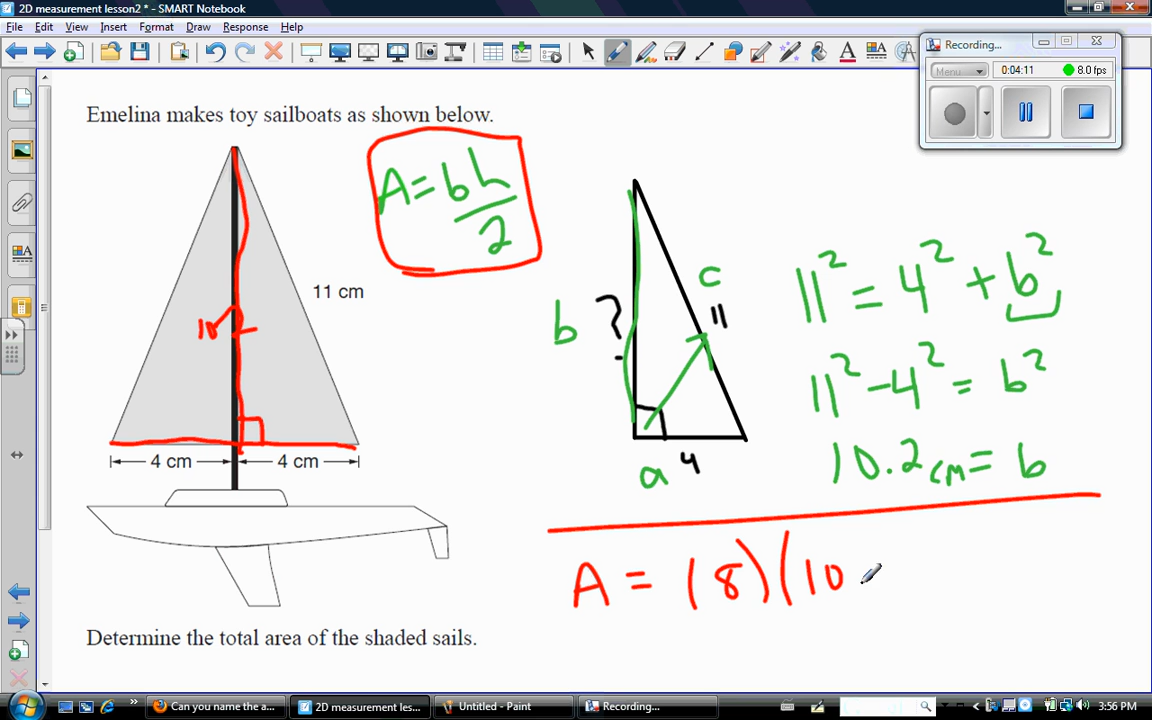 2D measurement lesson2 * - SMART Notebook
File Edit View Insert Format Draw Response Help
Recording...
Menu
0:04:11
8.0 fps
Emelina makes toy sailboats as shown below.
A = bh
2
11 cm
10
4 cm
4 cm
b
?
c
11
a
4
11² = 4² + b²
11² - 4² = b²
10.2 cm = b
A = (8)(10
Determine the total area of the shaded sails.
Can you name the a...
2D measurement les...
Untitled - Paint
Recording...
3:56 PM